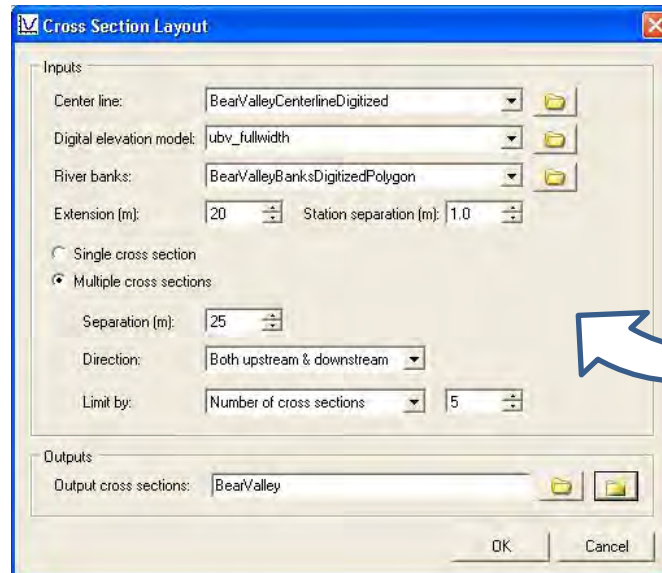 Cross Section Layout
Inputs
Center line: BearValleyCenterlineDigitized
Digital elevation model: ubv_fullwidth
River banks: BearValleyBanksDigitizedPolygon
Extension (m): 20 Station separation (m): 1.0
Single cross section
Multiple cross sections
Separation (m): 25
Direction: Both upstream & downstream
Limit by: Number of cross sections 5
Outputs
Output cross sections: BearValley
OK Cancel